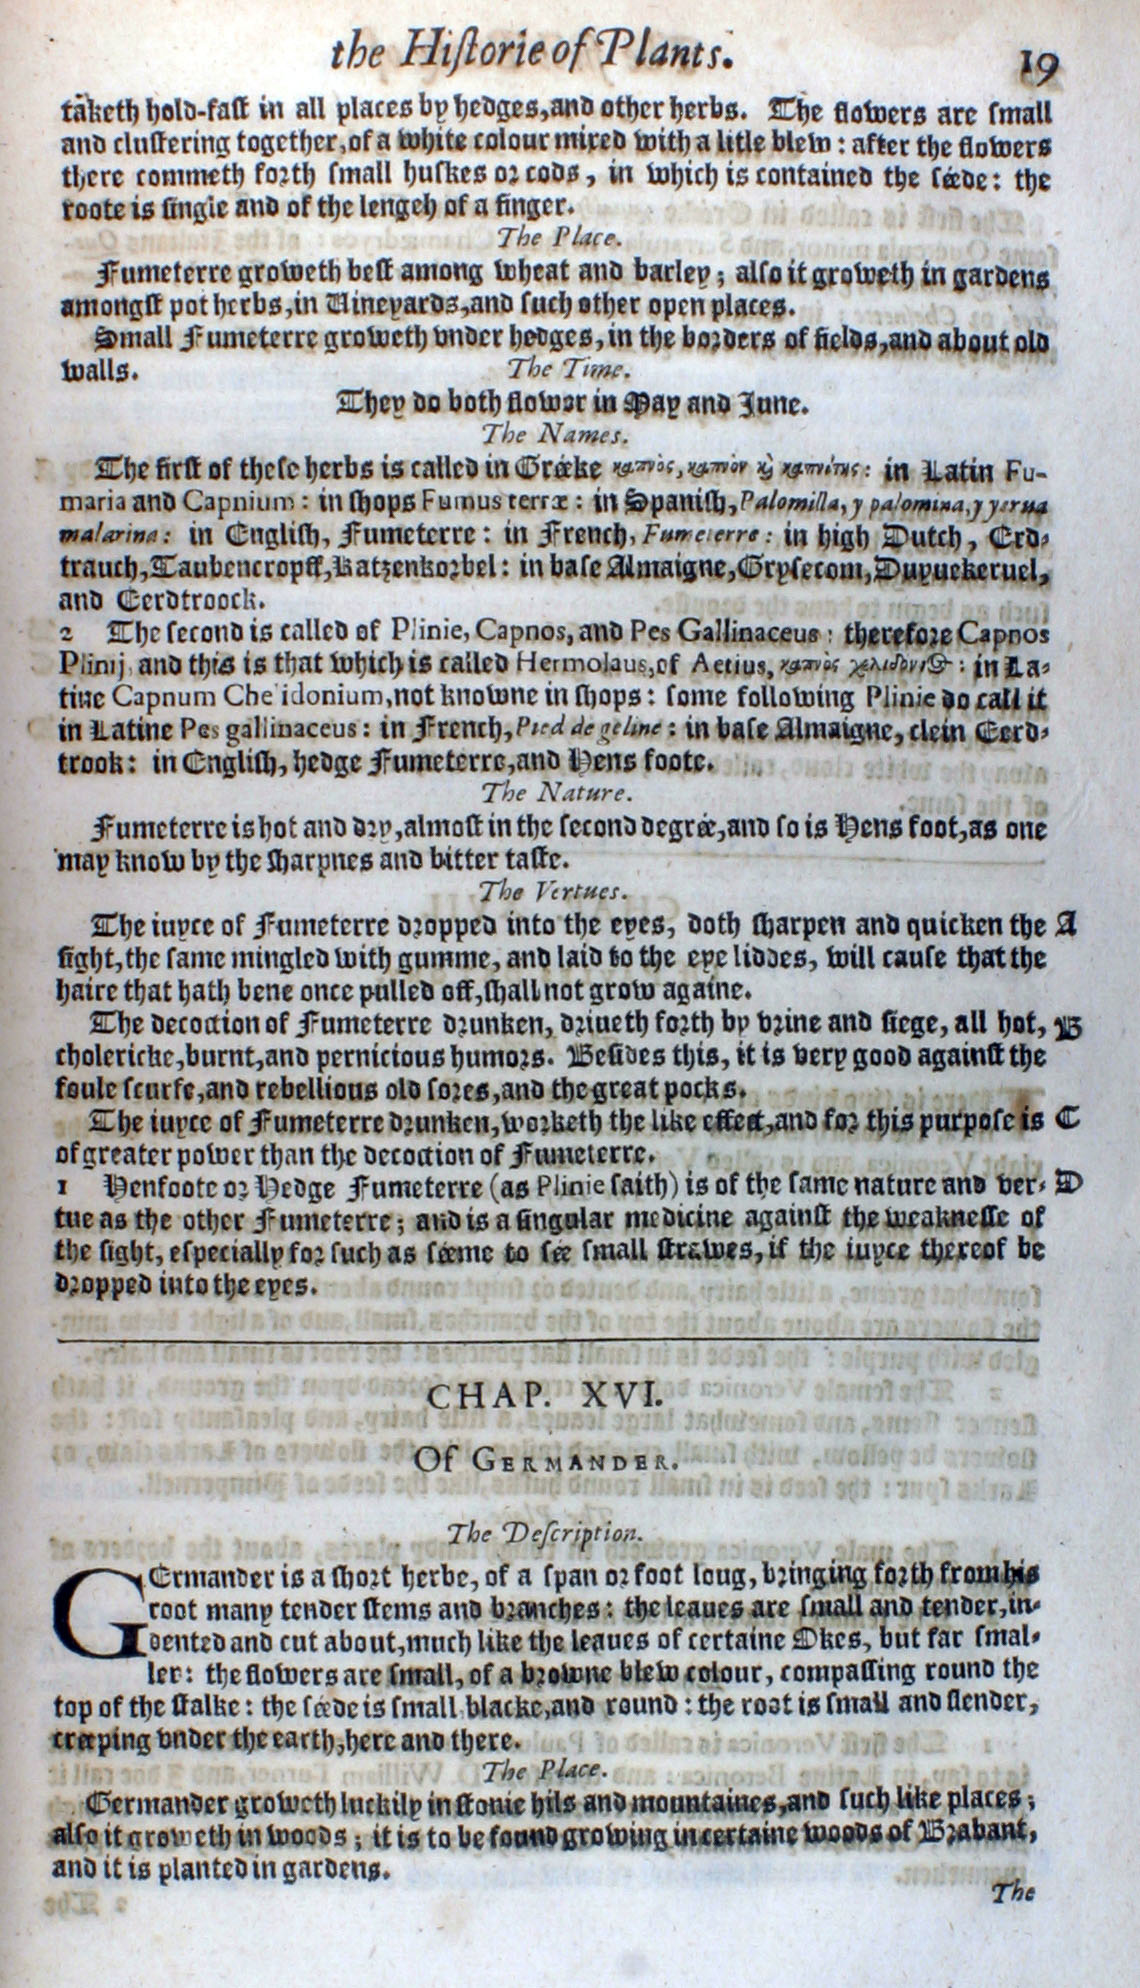 the Hiſtorie of Plants. 19
taketh hold-faſt in all places by hedges, and other herbs. The flowers are ſmall
and cluſtering together, of a white colour mixed with a litle blew: after the flowers
there commeth forth ſmall huſkes or cods, in which is contained the ſéede: the
roote is ſingle and of the lengeh of a finger.
The Place.
Fumeterre groweth beſt among wheat and barley; alſo it groweth in gardens
amongſt pot herbs, in Uineyards, and ſuch other open places.
Small Fumeterre groweth vnder hedges, in the borders of fields, and about old
walls. The Time.
They do both flower in May and June.
The Names.
The firſt of theſe herbs is called in Gréeke καπνὸς, καπνὸν ϗ̀ καπνίτης: in Latin Fu-
maria and Capnium: in ſhops Fumus terræ: in Spaniſh, Palomilla, y palomina, y yerua
malarina: in Engliſh, Fumeterre: in French, Fumeterre: in high Dutch, Erd-
trauch, Taubencropff, Katzenkorbel: in baſe Almaigne, Gryſecom, Duyuekeruel,
and Eerdtroock.
2 The ſecond is called of Plinie, Capnos, and Pes Gallinaceus: therefore Capnos
Plinij, and this is that which is called Hermolaus, of Aetius, καπνὸς χελιδόνιος: in La-
tine Capnum Che idonium, not knowne in ſhops: ſome following Plinie do call it
in Latine Pes gallinaceus: in French, Pied de geline: in baſe Almaigne, clein Eerd-
trook: in Engliſh, hedge Fumeterre, and Hens foote.
The Nature.
Fumeterre is hot and dry, almoſt in the ſecond degrée, and ſo is Hens foot, as one
may know by the ſharpnes and bitter taſte.
The Vertues.
The iuyce of Fumeterre dropped into the eyes, doth ſharpen and quicken the A
ſight, the ſame mingled with gumme, and laid to the eye liddes, will cauſe that the
haire that hath bene once pulled off, ſhall not grow againe.
The decoction of Fumeterre drunken, driueth forth by vrine and ſiege, all hot, B
cholericke, burnt, and pernicious humors. Beſides this, it is very good againſt the
foule ſcurfe, and rebellious old ſores, and the great pocks.
The iuyce of Fumeterre drunken, worketh the like effect, and for this purpoſe is C
of greater power than the decoction of Fumeterre.
1 Henfoote or Hedge Fumeterre (as Plinie ſaith) is of the ſame nature and ver- D
tue as the other Fumeterre; and is a ſingular medicine againſt the weakneſſe of
the ſight, eſpecially for ſuch as ſéeme to ſée ſmall ſtrawes, if the iuyce thereof be
dropped into the eyes.
CHAP. XVI.
Of GERMANDER.
The Deſcription.
GErmander is a ſhort herbe, of a ſpan or foot long, bringing forth from his
root many tender ſtems and branches: the leaues are ſmall and tender, in-
dented and cut about, much like the leaues of certaine Okes, but far ſmal-
ler: the flowers are ſmall, of a browne blew colour, compaſſing round the
top of the ſtalke: the ſéede is ſmall blacke, and round: the root is ſmall and ſlender,
créeping vnder the earth, here and there.
The Place.
Germander groweth luckily in ſtonie hils and mountaines, and ſuch like places;
alſo it groweth in woods; it is to be found growing in certaine woods of Brabant,
and it is planted in gardens.
The